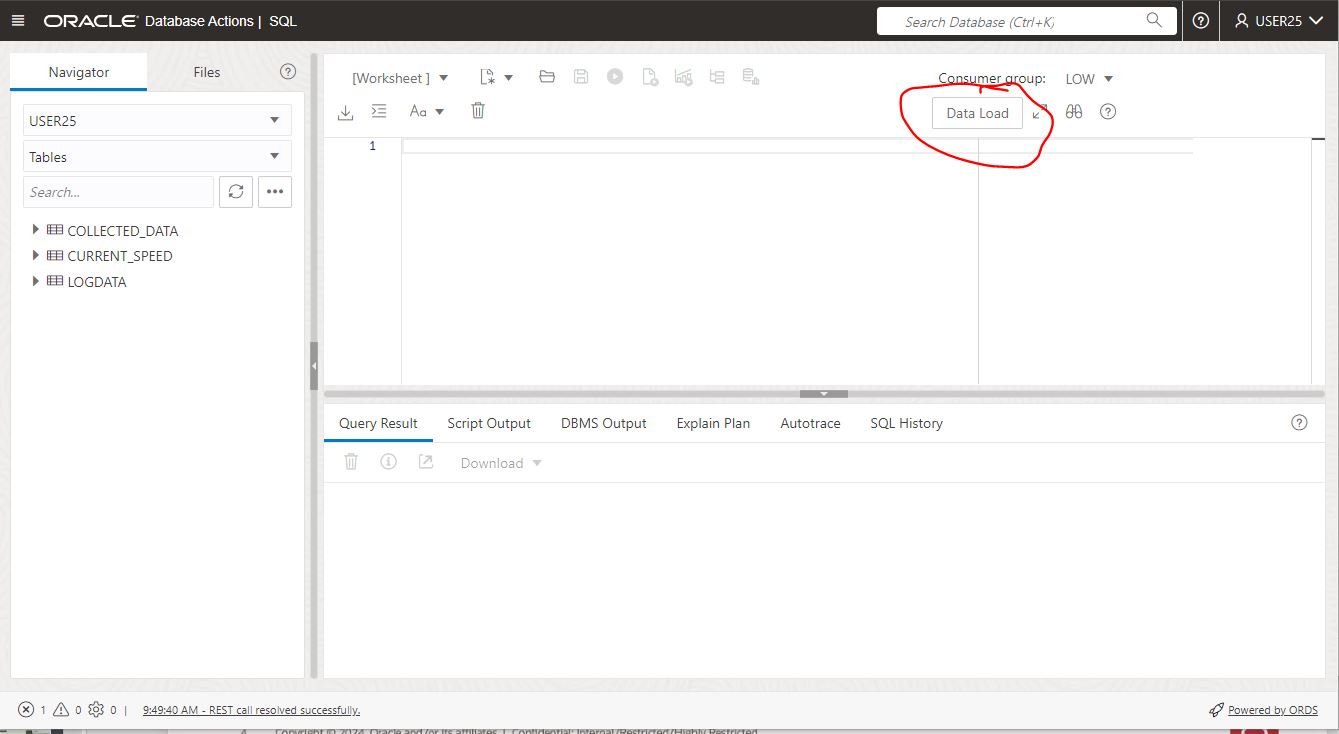 ORACLE Database Actions | SQL
Search Database (Ctrl+K)
USER25
Navigator
Files
USER25
Tables
Search...
COLLECTED_DATA
CURRENT_SPEED
LOGDATA
[Worksheet ]
Consumer group:
LOW
Aa
Data Load
1
Query Result
Script Output
DBMS Output
Explain Plan
Autotrace
SQL History
Download
1 0 0 | 9:49:40 AM - REST call resolved successfully.
Powered by ORDS
4 Copyright © 2024, Oracle and/or its affiliates | Confidential: Internal/Restricted/Highly Restricted